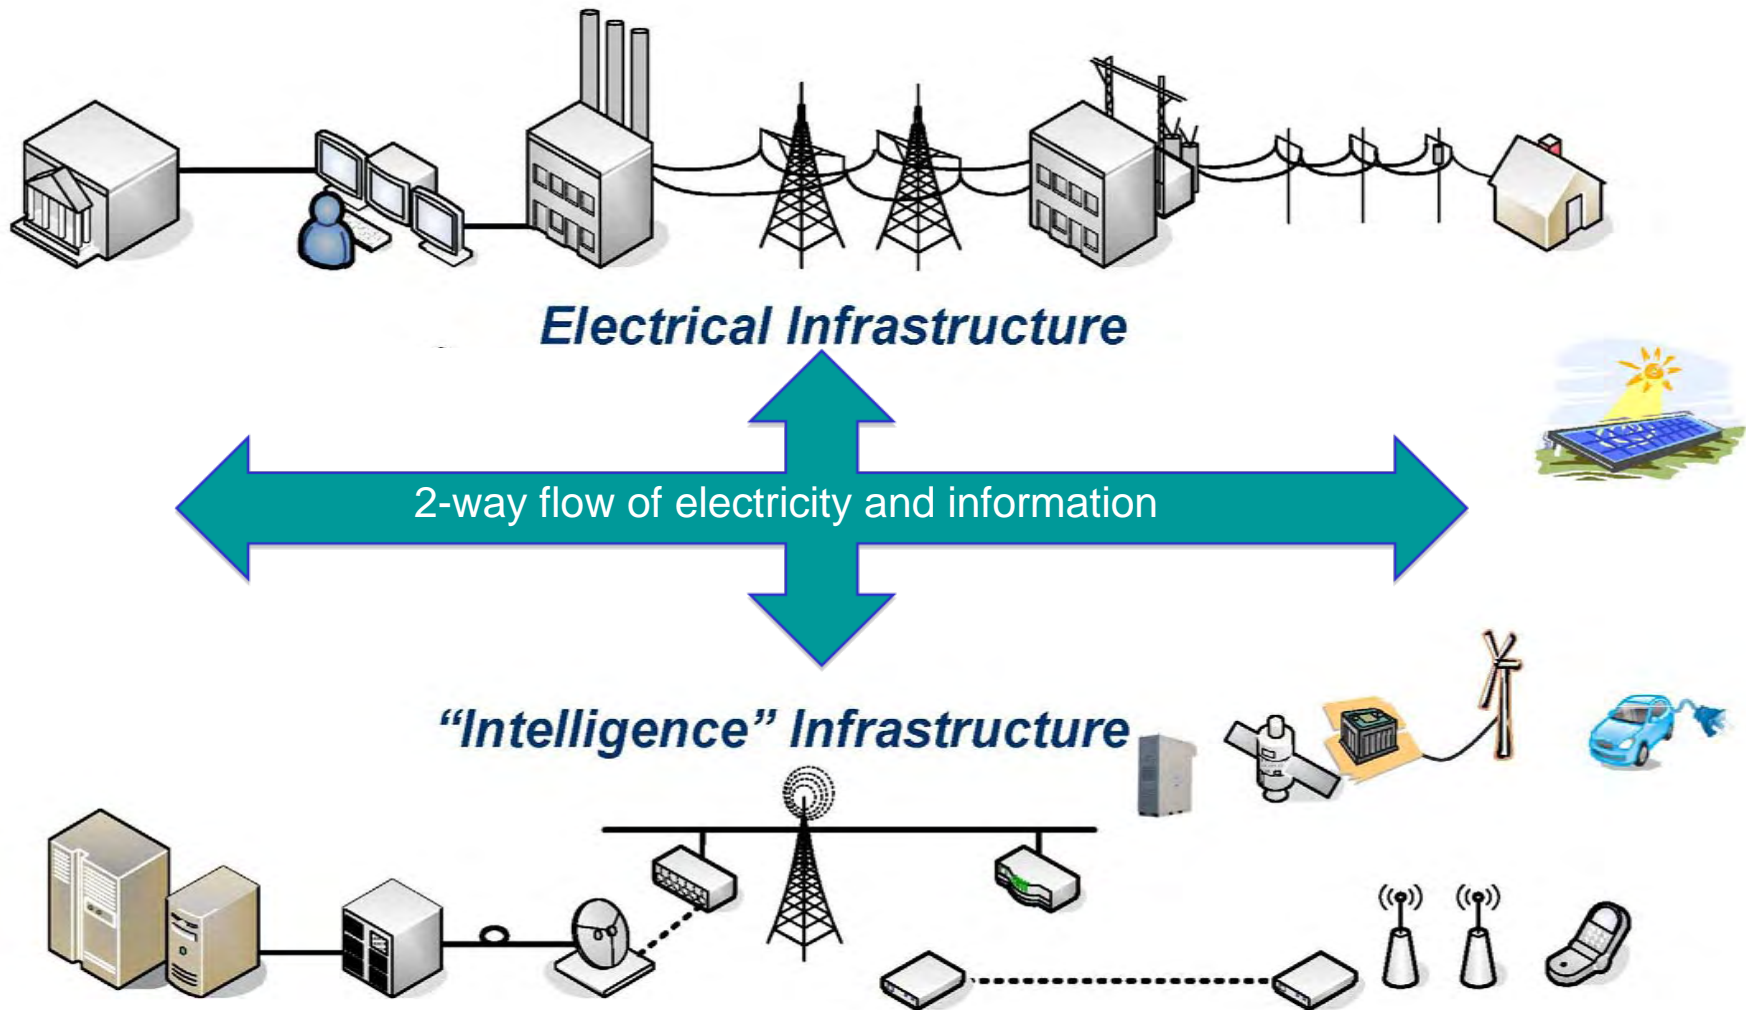 Electrical Infrastructure
2-way flow of electricity and information
“Intelligence” Infrastructure